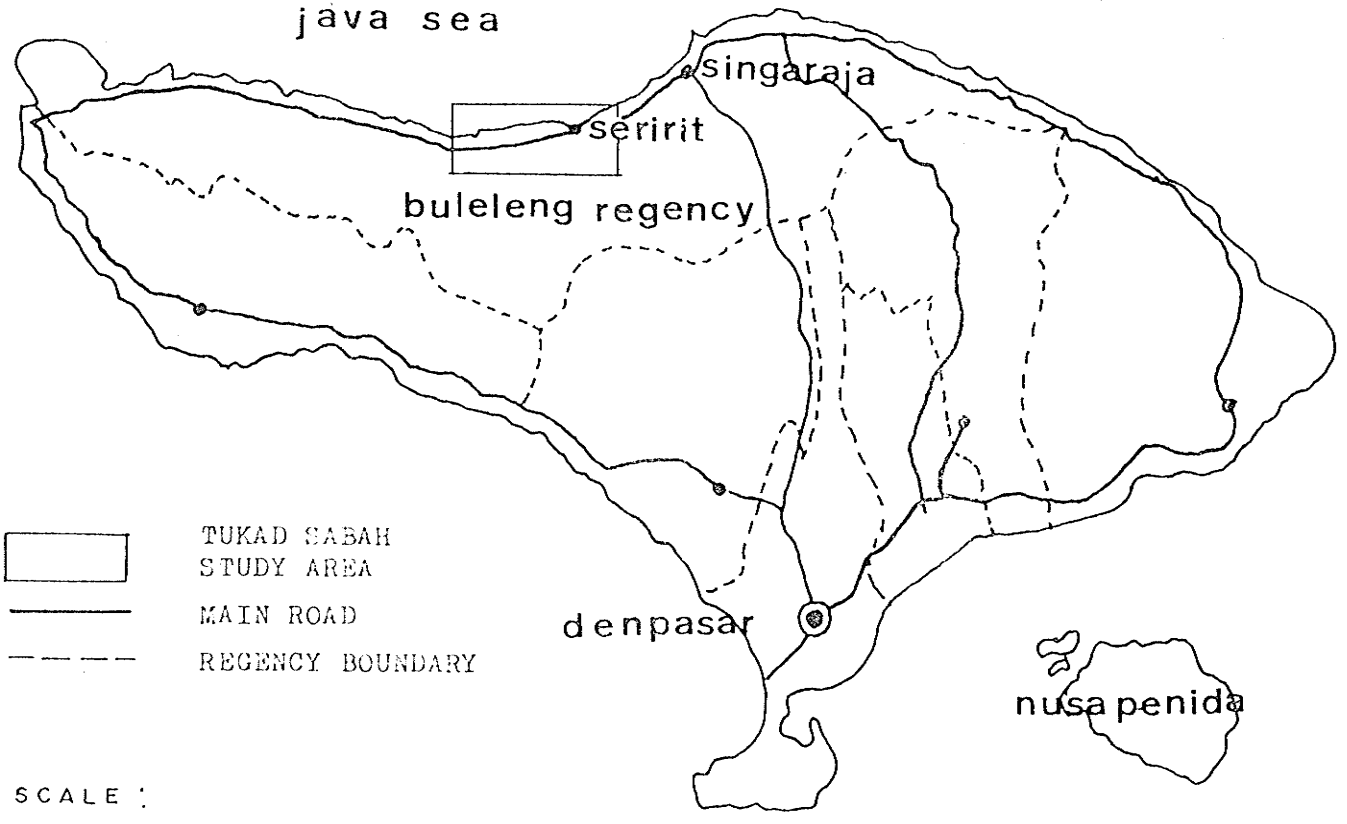 java sea
singaraja
seririt
buleleng regency
TUKAD SABAH
STUDY AREA
MAIN ROAD
denpasar
REGENCY BOUNDARY
nusa penida
SCALE :